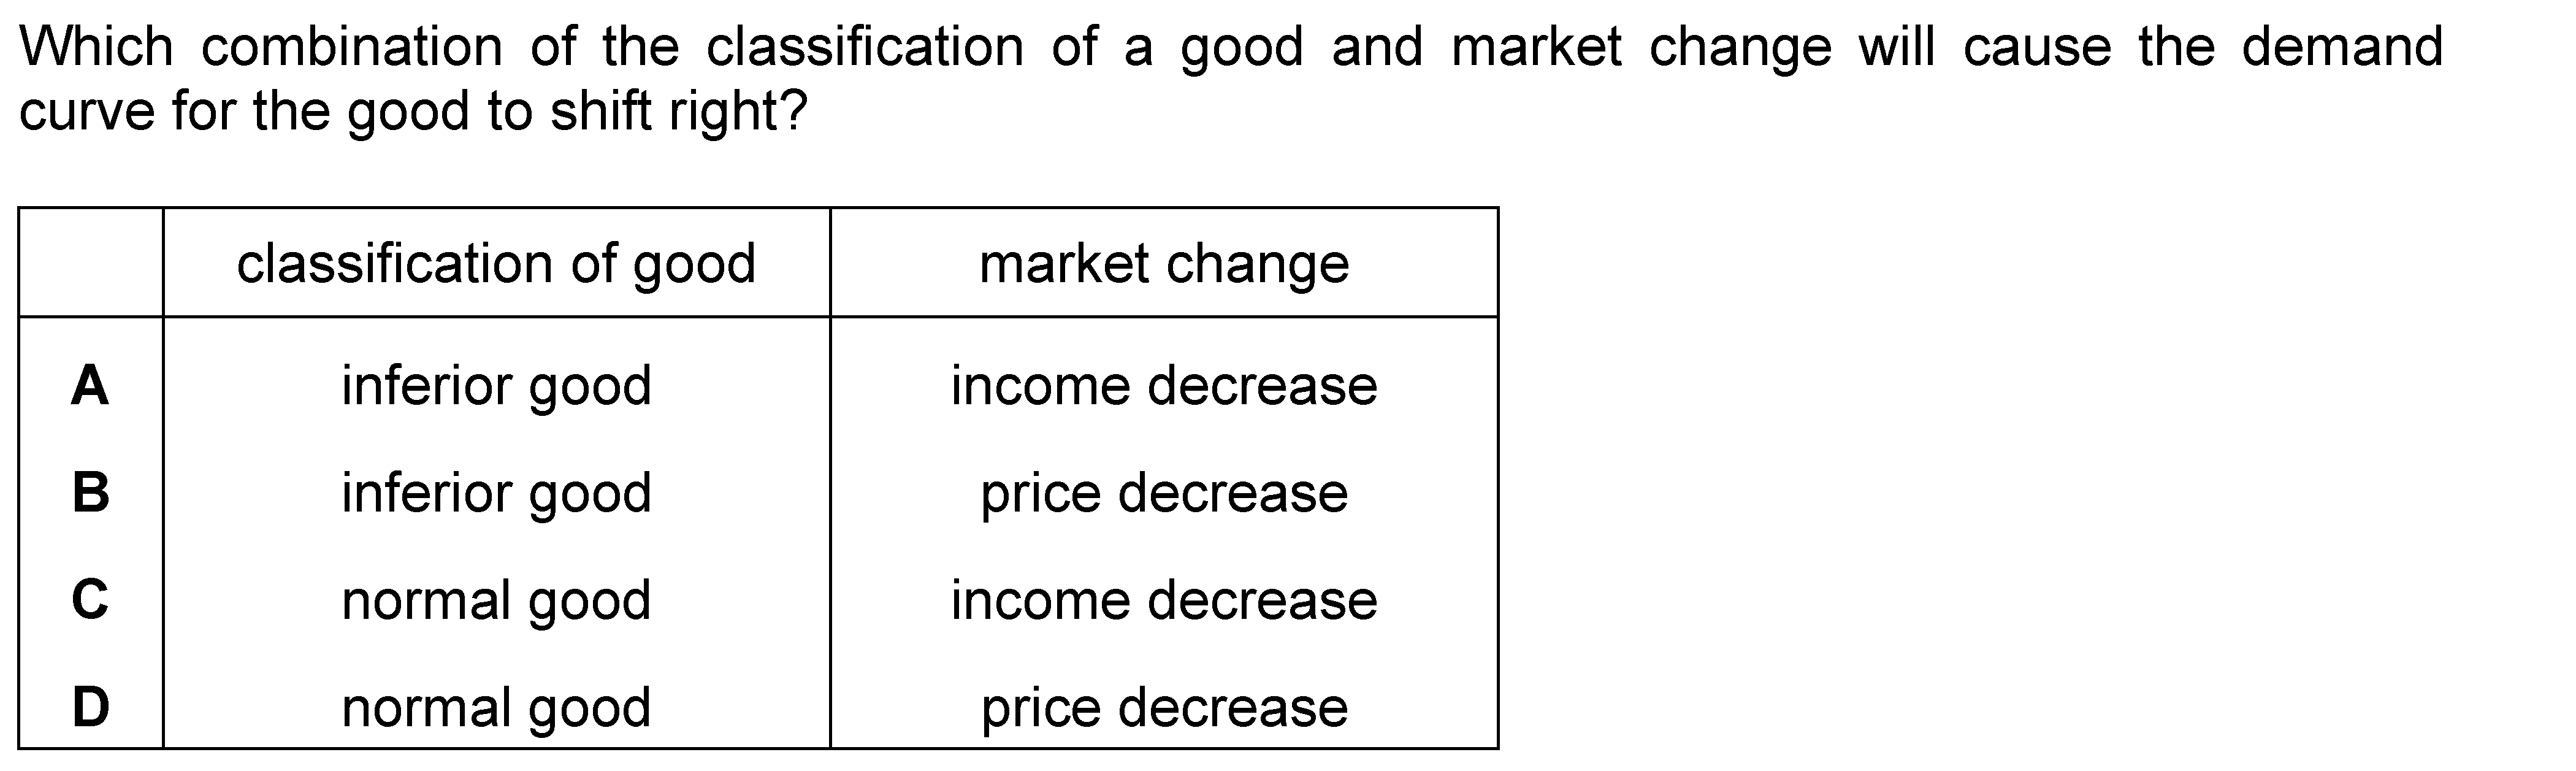 Which combination of the classification of a good and market change will cause the demand
curve for the good to shift right?
classification of good market change
A inferior good income decrease
B inferior good price decrease
C normal good income decrease
D normal good price decrease